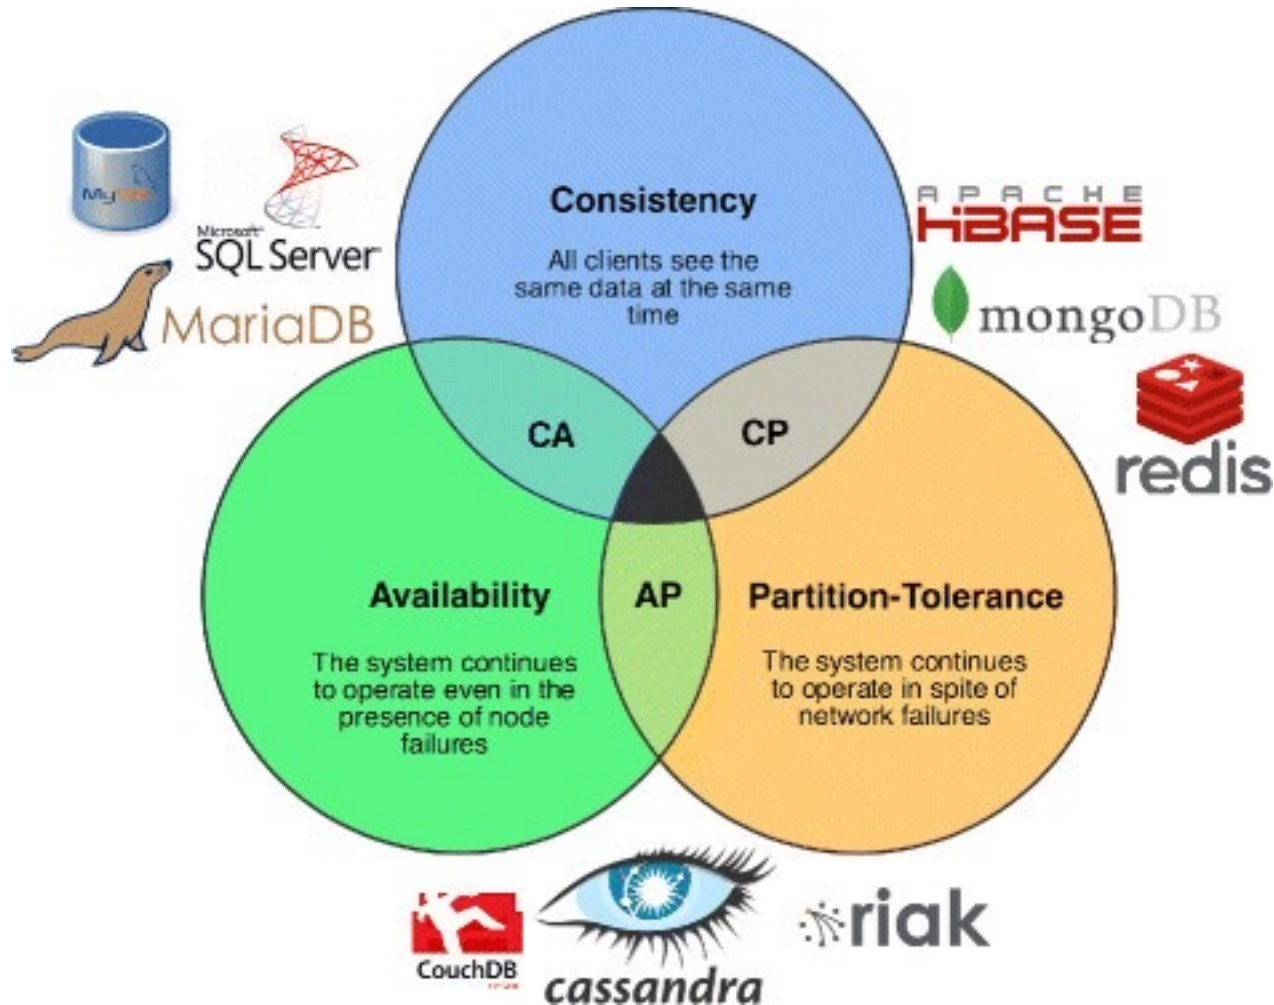 Consistency
All clients see the
same data at the same
time
MySQL
Microsoft
SQL Server
MariaDB
APACHE
HBASE
mongoDB
redis
CA
CP
Availability
The system continues
to operate even in the
presence of node
failures
AP
Partition-Tolerance
The system continues
to operate in spite of
network failures
CouchDB
cassandra
riak